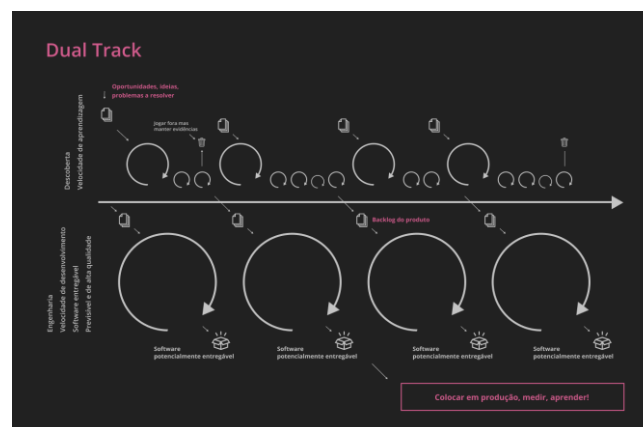 Dual Track
Oportunidades, ideias,
problemas a resolver
Jogar fora mas
manter evidências
Descoberta
Velocidade de aprendizagem
Backlog do produto
Engenharia
Velocidade de desenvolvimento
Software entregável
Previsível e de alta qualidade
Software
potencialmente entregável
Software
potencialmente entregável
Software
potencialmente entregável
Software
potencialmente entregável
Colocar em produção, medir, aprender!